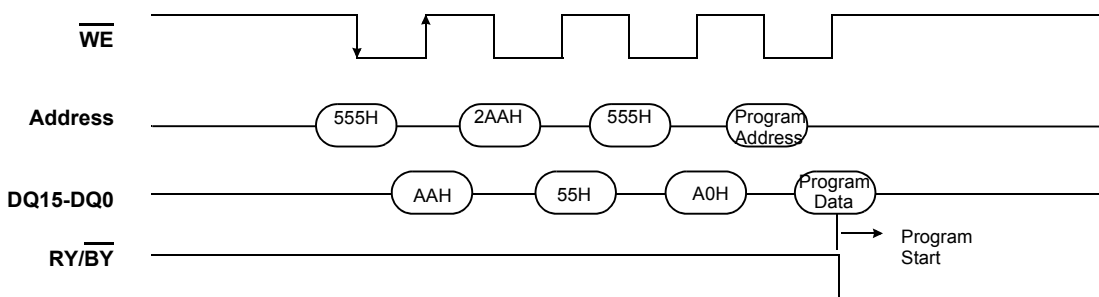 WE
Address 555H 2AAH 555H Program
Address
DQ15-DQ0 AAH 55H A0H Program
Data
RY/BY Program
Start